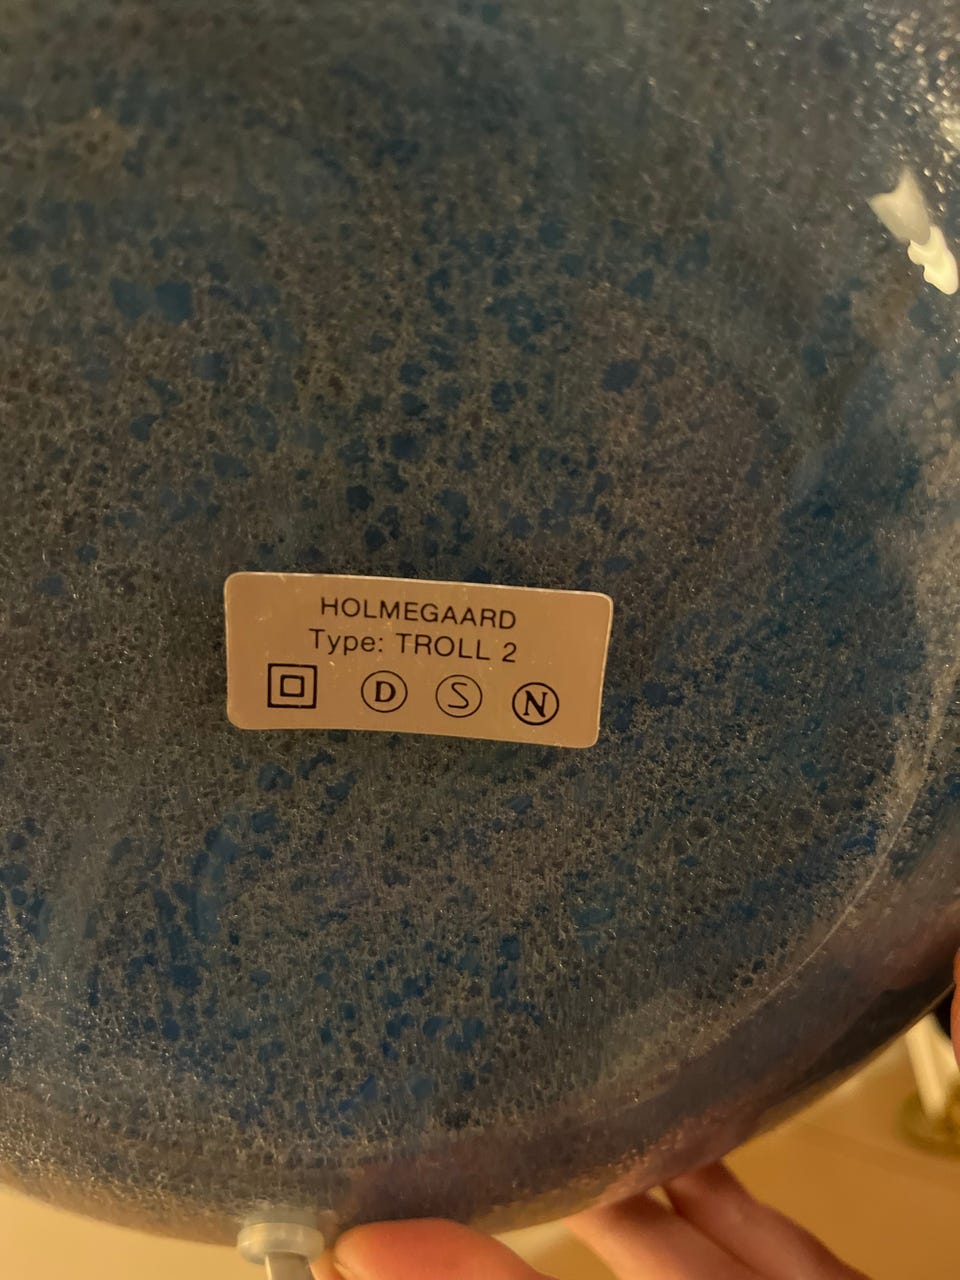 HOLMEGAARD
Type: TROLL 2
D S N